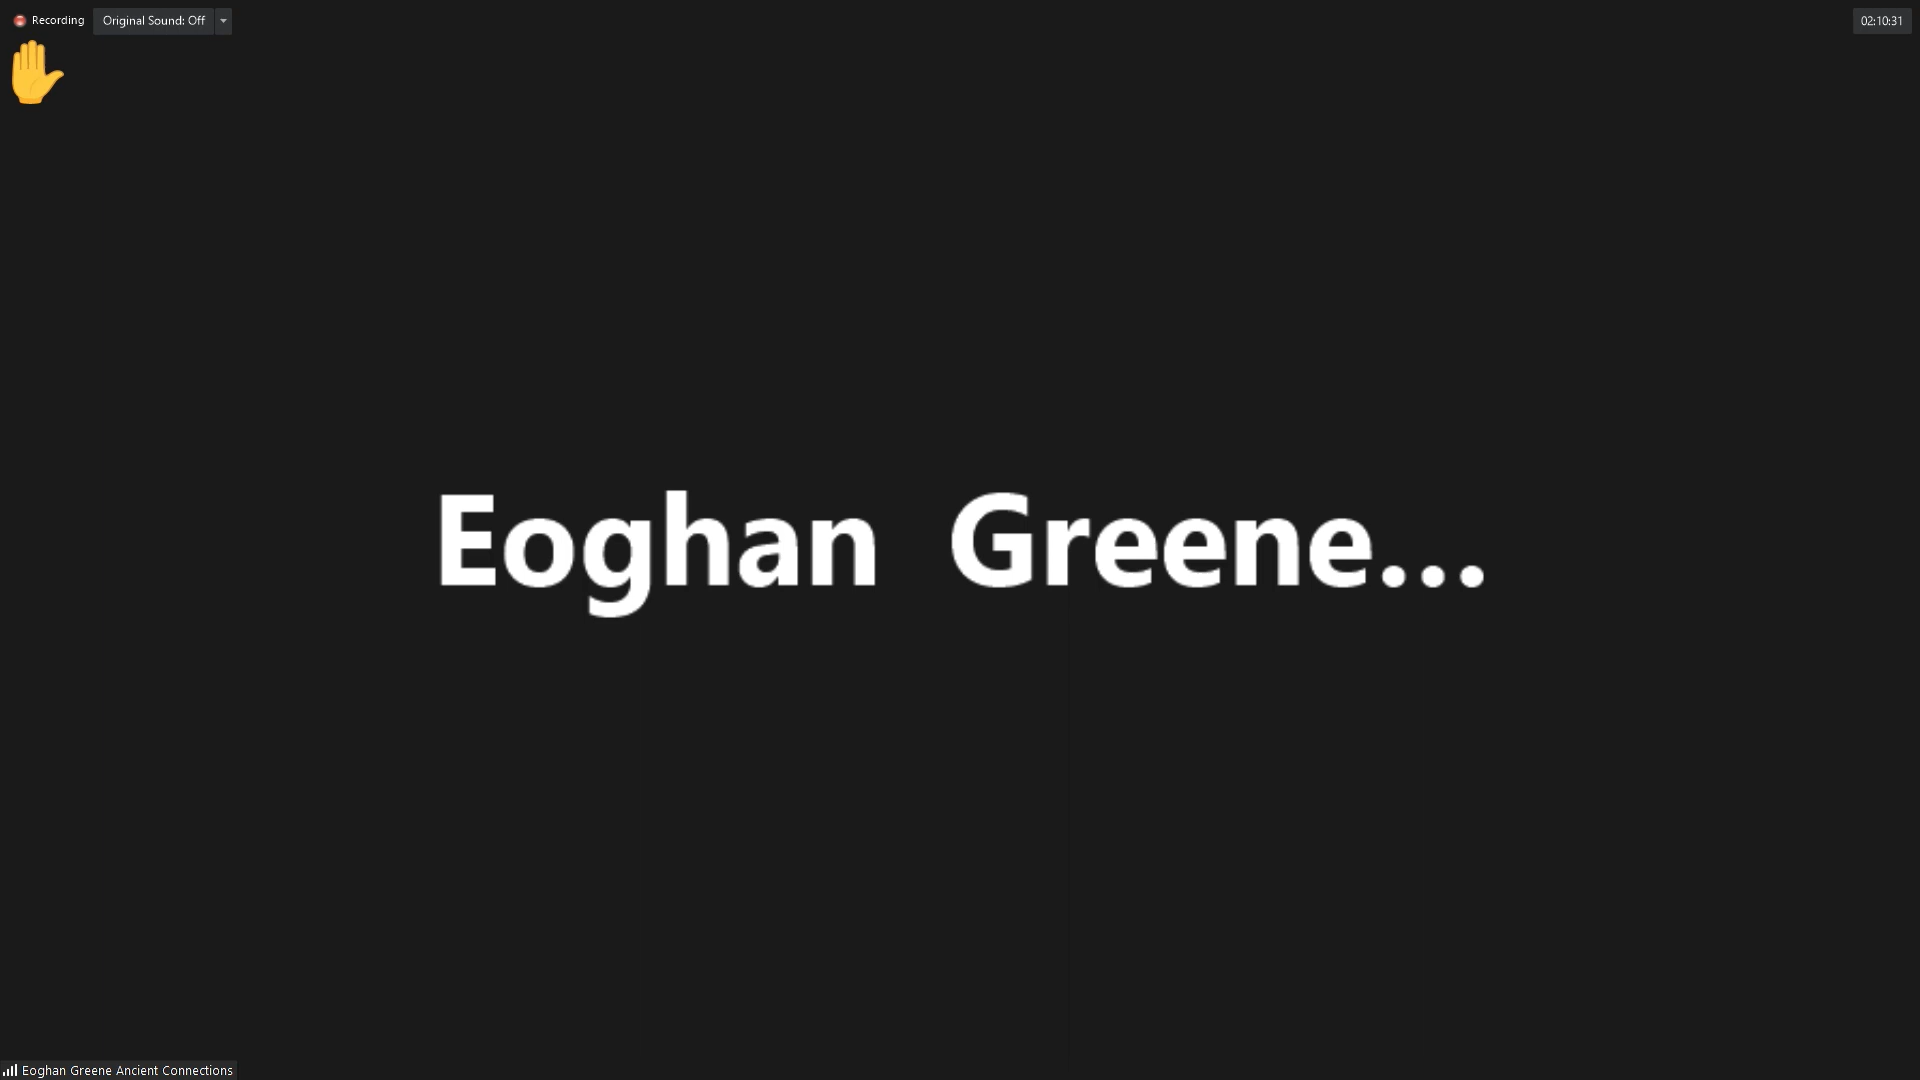 Recording
Original Sound: Off
02:10:31
Eoghan Greene...
Eoghan Greene Ancient Connections